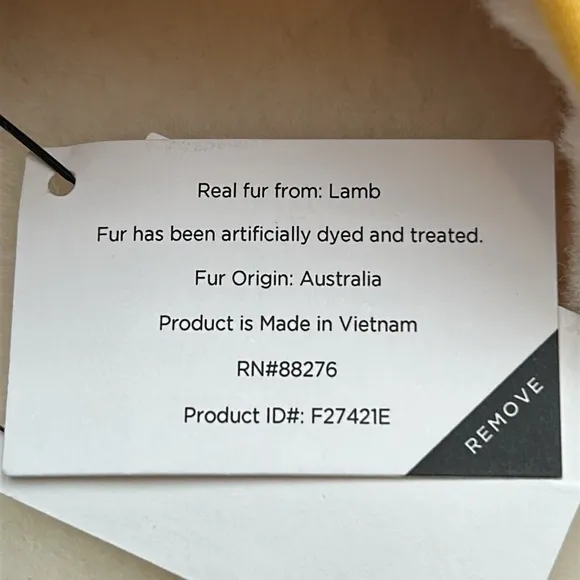 Real fur from: Lamb
Fur has been artificially dyed and treated.
Fur Origin: Australia
Product is Made in Vietnam
RN#88276
Product ID#: F27421E
REMOVE